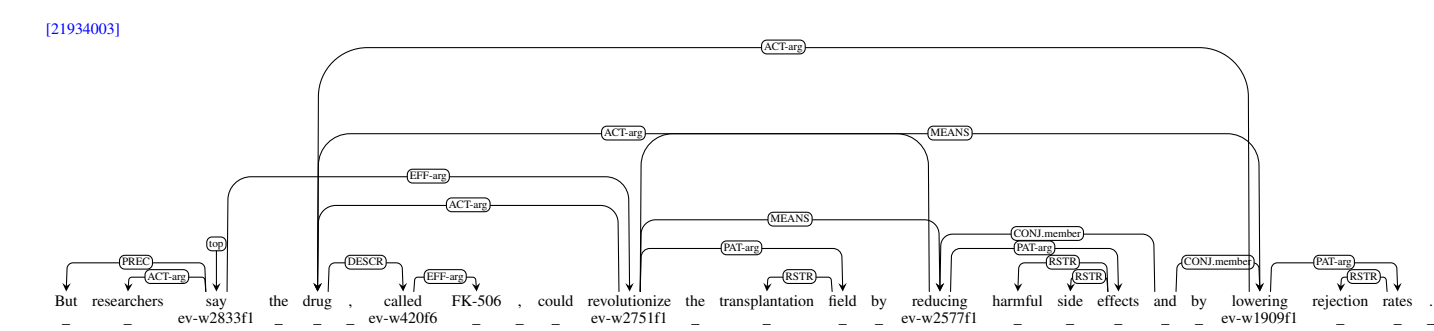 [21934003]
ACT-arg
ACT-arg MEANS
EFF-arg
ACT-arg
MEANS
CONJ.member
top PAT-arg PAT-arg
PREC DESCR RSTR CONJ.member PAT-arg
ACT-arg EFF-arg RSTR RSTR RSTR
But researchers say the drug , called FK-506 , could revolutionize the transplantation field by reducing harmful side effects and by lowering rejection rates .
_ _ ev-w2833f1 _ _ _ ev-w420f6 _ _ _ ev-w2751f1 _ _ _ _ ev-w2577f1 _ _ _ _ _ ev-w1909f1 _ _ _